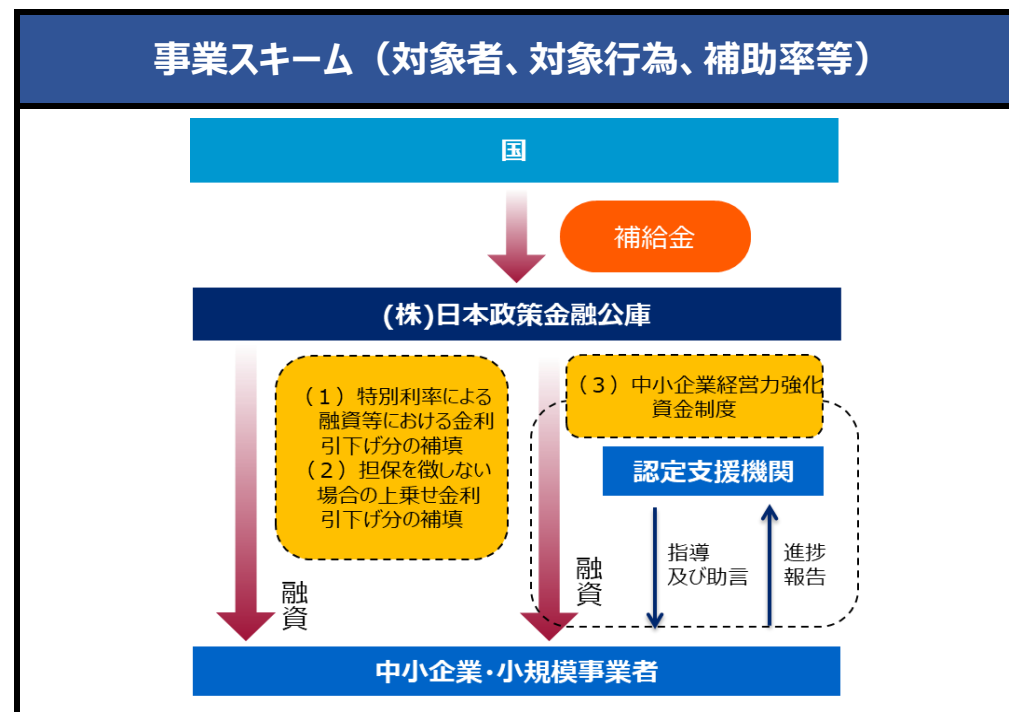 事業スキーム（対象者、対象行為、補助率等）
国
補給金
(株)日本政策金融公庫
（１）特別利率による
融資等における金利
引下げ分の補填
（２）担保を徴しない
場合の上乗せ金利
引下げ分の補填
融資
（３）中小企業経営力強化
資金制度
認定支援機関
指導
及び助言
進捗
報告
融資
中小企業・小規模事業者